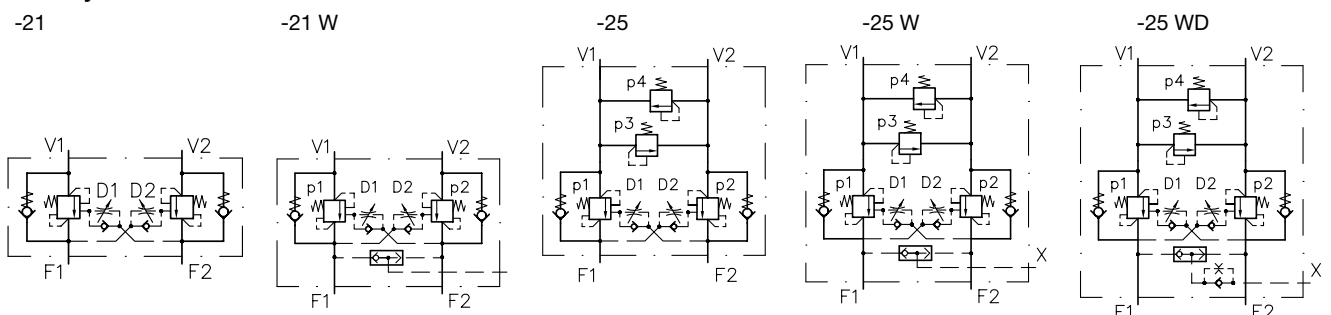 -21
-21 W
-25
-25 W
-25 WD
V1 V2
D1 D2
F1 F2
V1 V2
p1 D1 D2 p2
F1 F2
V1 V2
p4
p3
p1 D1 D2 p2
F1 F2
V1 V2
p4
p3
p1 D1 D2 p2
X
F1 F2
V1 V2
p4
p3
p1 D1 D2 p2
X
F1 F2